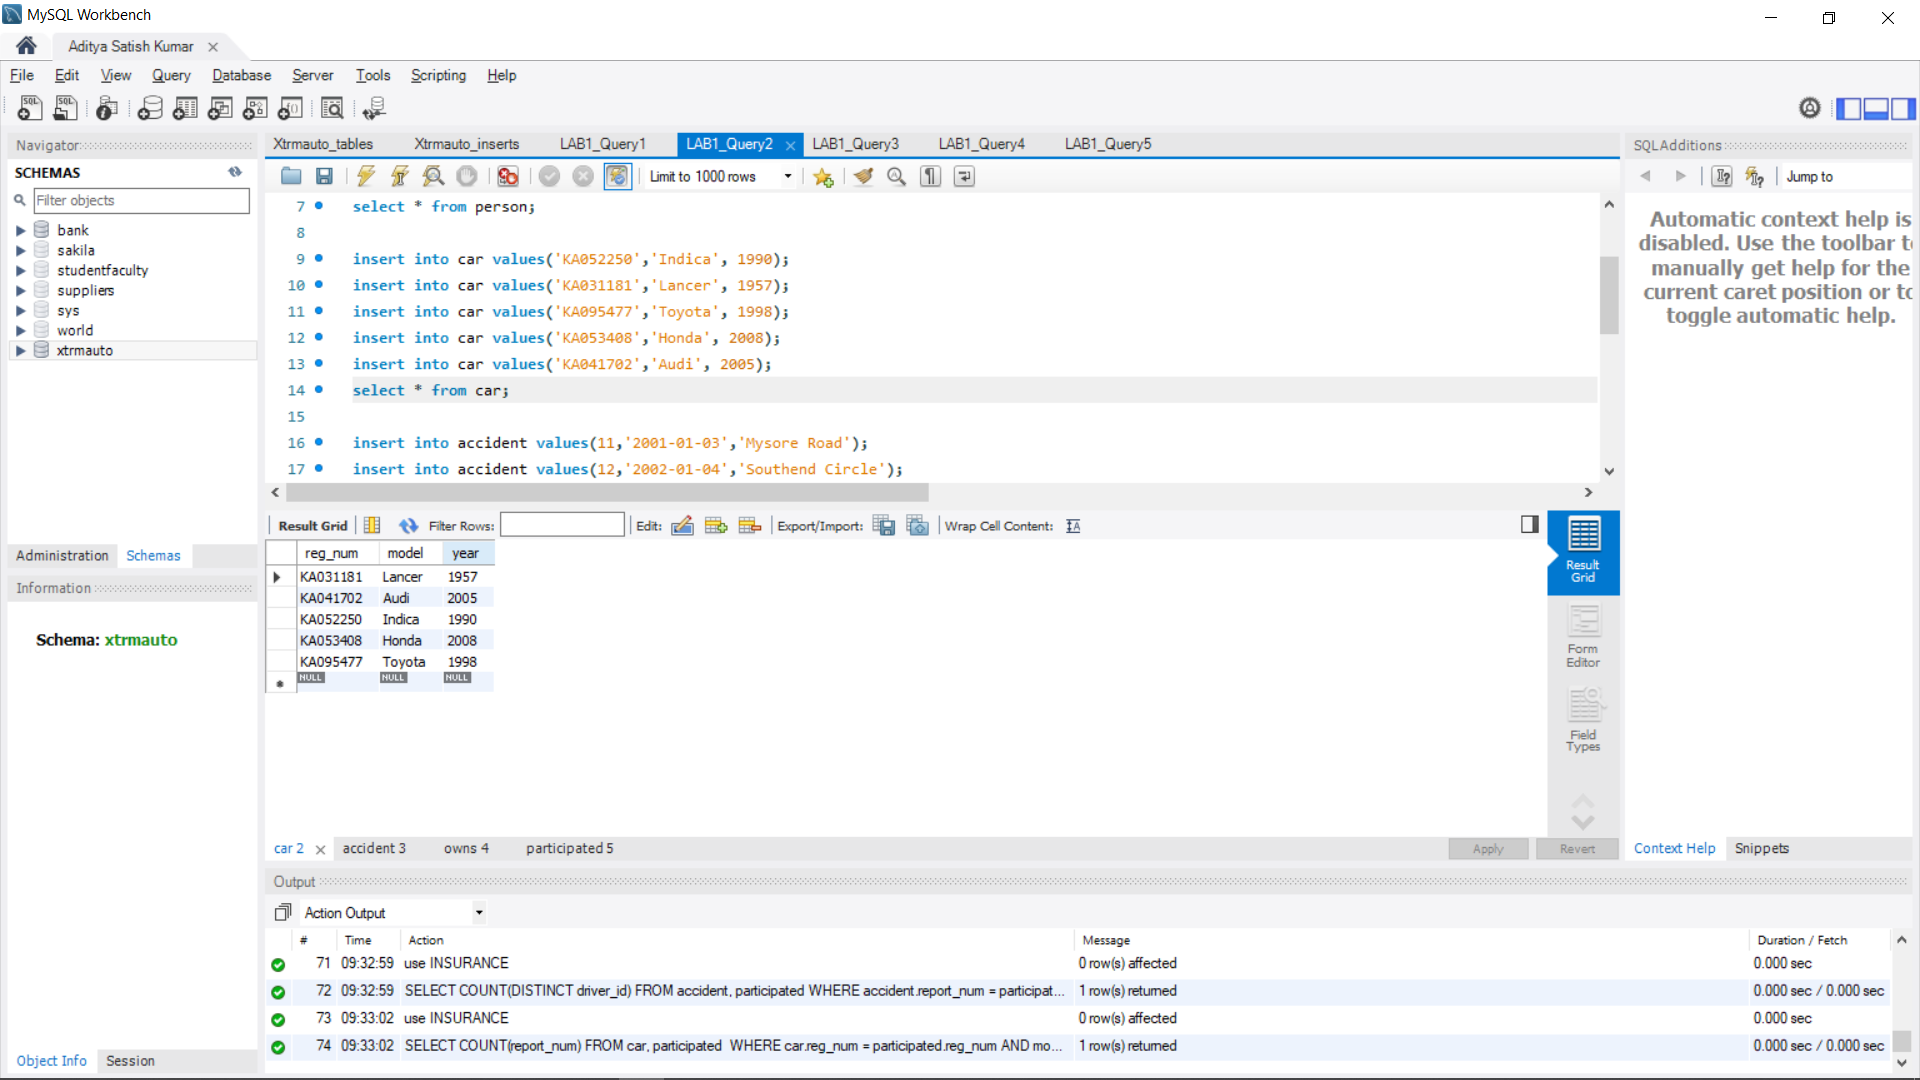 MySQL Workbench
Aditya Satish Kumar
File Edit View Query Database Server Tools Scripting Help
Navigator
SCHEMAS
Filter objects
bank
sakila
studentfaculty
suppliers
sys
world
xtrmauto
Administration Schemas
Information
Schema: xtrmauto
Object Info Session
Xtrmauto_tables Xtrmauto_inserts LAB1_Query1 LAB1_Query2 LAB1_Query3 LAB1_Query4 LAB1_Query5
Limit to 1000 rows
7 select * from person;
8
9 insert into car values('KA052250','Indica', 1990);
10 insert into car values('KA031181','Lancer', 1957);
11 insert into car values('KA095477','Toyota', 1998);
12 insert into car values('KA053408','Honda', 2008);
13 insert into car values('KA041702','Audi', 2005);
14 select * from car;
15
16 insert into accident values(11,'2001-01-03','Mysore Road');
17 insert into accident values(12,'2002-01-04','Southend Circle');
Result Grid Filter Rows: Edit: Export/Import: Wrap Cell Content:
reg_num model year
KA031181 Lancer 1957
KA041702 Audi 2005
KA052250 Indica 1990
KA053408 Honda 2008
KA095477 Toyota 1998
NULL NULL NULL
Result
Grid
Form
Editor
Field
Types
car 2 accident 3 owns 4 participated 5
Apply Revert
SQLAdditions
Jump to
Automatic context help is
disabled. Use the toolbar to
manually get help for the
current caret position or to
toggle automatic help.
Context Help Snippets
Output
Action Output
# Time Action Message Duration / Fetch
71 09:32:59 use INSURANCE 0 row(s) affected 0.000 sec
72 09:32:59 SELECT COUNT(DISTINCT driver_id) FROM accident, participated WHERE accident.report_num = participat... 1 row(s) returned 0.000 sec / 0.000 sec
73 09:33:02 use INSURANCE 0 row(s) affected 0.000 sec
74 09:33:02 SELECT COUNT(report_num) FROM car, participated WHERE car.reg_num = participated.reg_num AND mo... 1 row(s) returned 0.000 sec / 0.000 sec